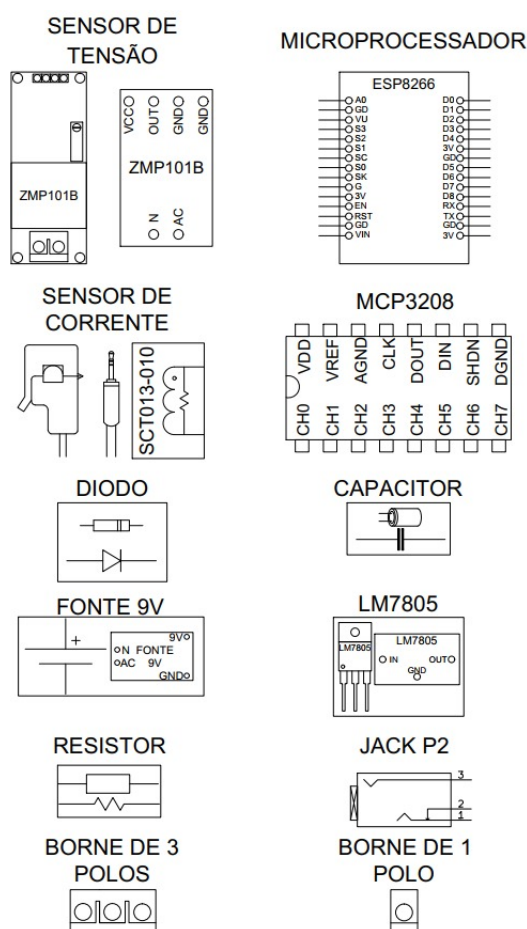 SENSOR DE
TENSÃO
VCC
OUT
GND
GND
ZMP101B
ZMP101B
N
AC
MICROPROCESSADOR
ESP8266
A0 D0
GD D1
VU D2
S3 D3
S2 D4
S1 3V
SC GD
S0 D5
SK D6
G D7
3V D8
EN RX
RST TX
GD GD
VIN 3V
SENSOR DE
CORRENTE
SCT013-010
MCP3208
VDD VREF AGND CLK DOUT DIN SHDN DGND
CH0 CH1 CH2 CH3 CH4 CH5 CH6 CH7
DIODO
CAPACITOR
FONTE 9V
+
9V
N FONTE
AC 9V
GND
LM7805
LM7805
LM7805
IN OUT
GND
RESISTOR
JACK P2
3
2
1
BORNE DE 3
POLOS
BORNE DE 1
POLO